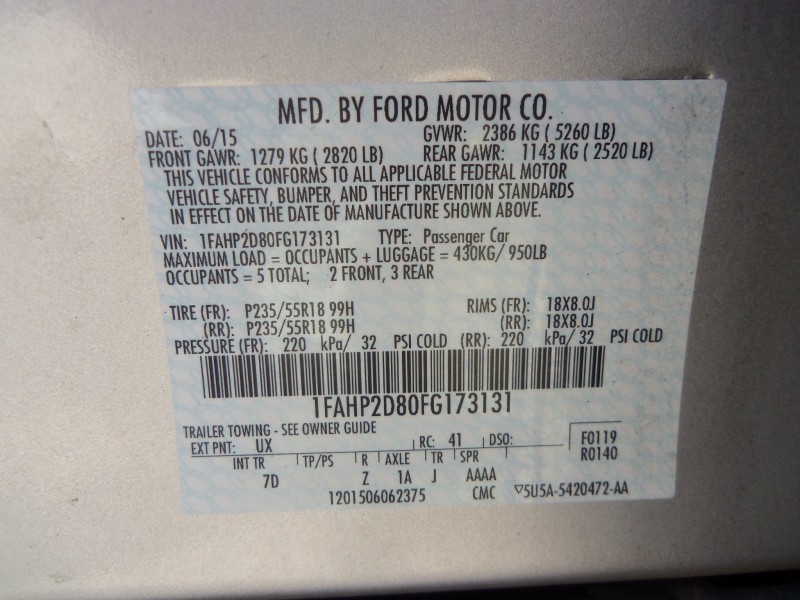 MFD. BY FORD MOTOR CO.
DATE: 06/15 GVWR: 2386 KG ( 5260 LB)
FRONT GAWR: 1279 KG ( 2820 LB) REAR GAWR: 1143 KG ( 2520 LB)
THIS VEHICLE CONFORMS TO ALL APPLICABLE FEDERAL MOTOR
VEHICLE SAFETY, BUMPER, AND THEFT PREVENTION STANDARDS
IN EFFECT ON THE DATE OF MANUFACTURE SHOWN ABOVE.
VIN: 1FAHP2D80FG173131 TYPE: Passenger Car
MAXIMUM LOAD = OCCUPANTS + LUGGAGE = 430KG/ 950LB
OCCUPANTS = 5 TOTAL; 2 FRONT, 3 REAR
TIRE (FR): P235/55R18 99H RIMS (FR): 18X8.0J
(RR): P235/55R18 99H (RR): 18X8.0J
PRESSURE (FR): 220 kPa/ 32 PSI COLD (RR): 220 kPa/ 32 PSI COLD
1FAHP2D80FG173131
TRAILER TOWING - SEE OWNER GUIDE
EXT PNT: UX RC: 41 DSO: F0119
R0140
INT TR TP/PS R AXLE TR SPR
7D Z 1A J AAAA
1201506062375 CMC ▽5U5A-5420472-AA